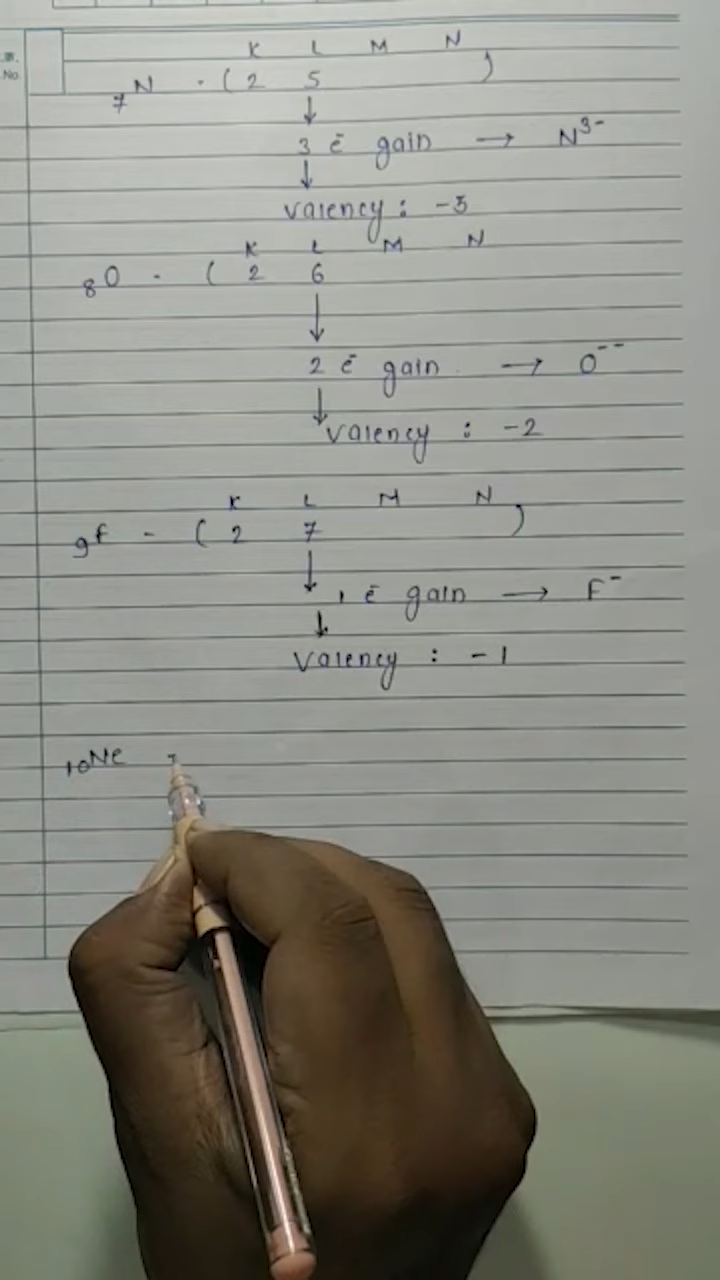 No.
K L M N
7N - ( 2 5 )
↓
3 ē gain → N³⁻
↓
valency : -3
K L M N
8O - ( 2 6
↓
2 ē gain → O⁻⁻
↓
valency : -2
K L M N
9f - ( 2 7 )
↓
1 ē gain → F⁻
↓
valency : -1
10Ne